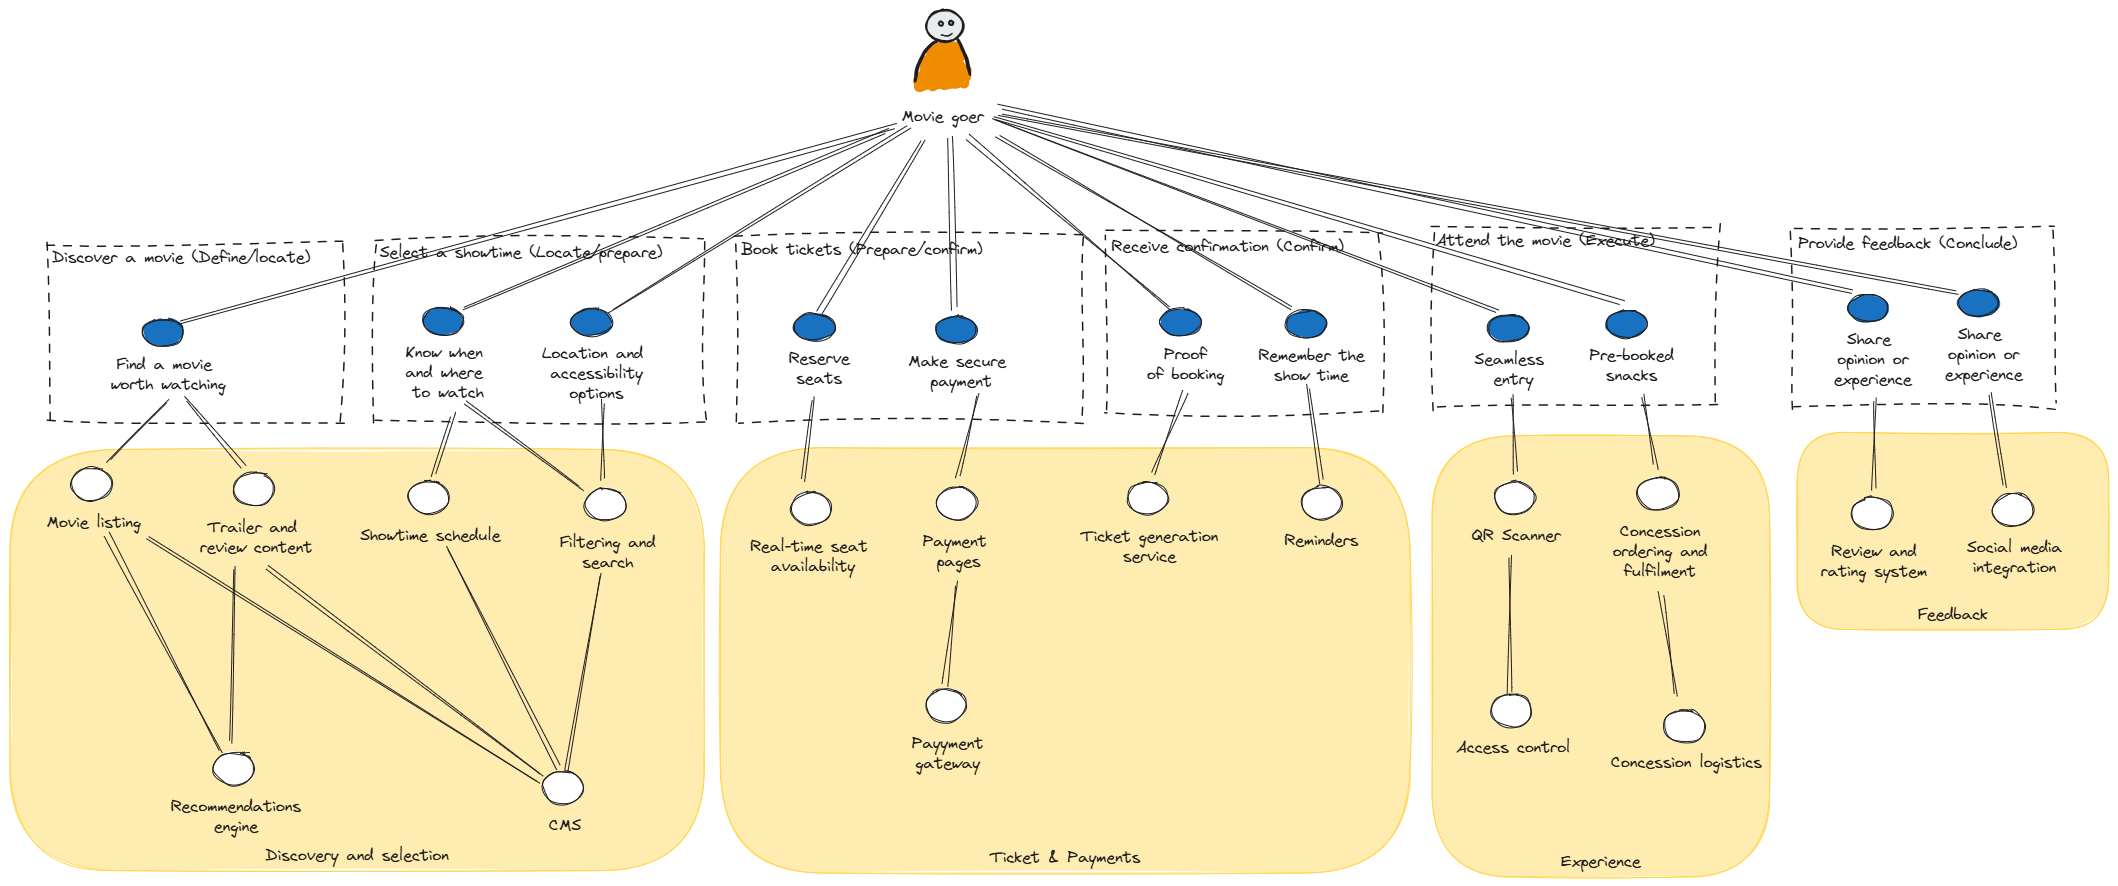 Movie goer
Discover a movie (Define/locate)
Select a showtime (Locate/prepare)
Book tickets (Prepare/confirm)
Receive confirmation (Confirm)
Attend the movie (Execute)
Provide feedback (Conclude)
Find a movie
worth watching
Know when
and where
to watch
Location and
accessibility
options
Reserve
seats
Make secure
payment
Proof
of booking
Remember the
show time
Seamless
entry
Pre-booked
snacks
Share
opinion or
experience
Share
opinion or
experience
Movie listing
Trailer and
review content
Showtime schedule
Filtering and
search
Real-time seat
availability
Payment
pages
Ticket generation
service
Reminders
QR Scanner
Concession
ordering and
fulfilment
Review and
rating system
Social media
integration
Feedback
Payyment
gateway
Access control
Concession logistics
Recommendations
engine
CMS
Discovery and selection
Ticket & Payments
Experience